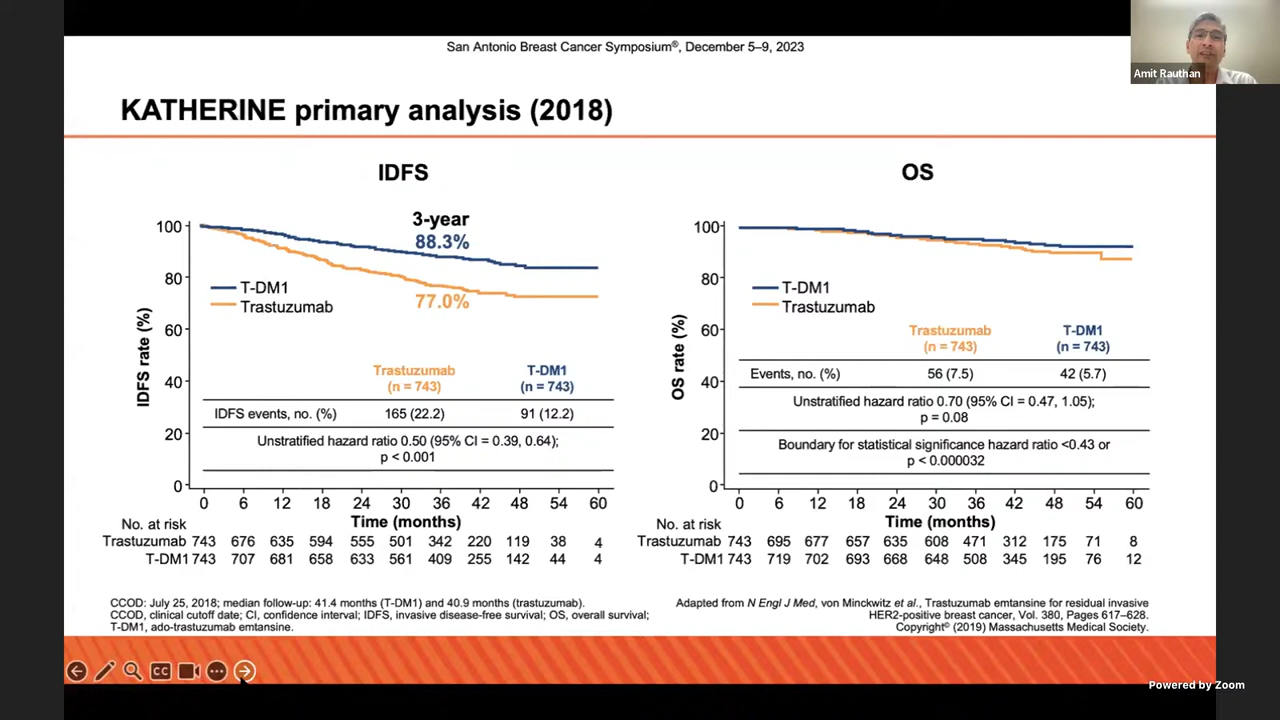 San Antonio Breast Cancer Symposium®, December 5–9, 2023
Amit Rauthan
KATHERINE primary analysis (2018)
IDFS
3-year
88.3%
77.0%
T-DM1
Trastuzumab
IDFS rate (%)
100
80
60
40
20
0
Trastuzumab T-DM1
(n = 743) (n = 743)
IDFS events, no. (%) 165 (22.2) 91 (12.2)
Unstratified hazard ratio 0.50 (95% CI = 0.39, 0.64);
p < 0.001
0 6 12 18 24 30 36 42 48 54 60
Time (months)
No. at risk
Trastuzumab 743 676 635 594 555 501 342 220 119 38 4
T-DM1 743 707 681 658 633 561 409 255 142 44 4
OS
T-DM1
Trastuzumab
OS rate (%)
100
80
60
40
20
0
Trastuzumab T-DM1
(n = 743) (n = 743)
Events, no. (%) 56 (7.5) 42 (5.7)
Unstratified hazard ratio 0.70 (95% CI = 0.47, 1.05);
p = 0.08
Boundary for statistical significance hazard ratio <0.43 or
p < 0.000032
0 6 12 18 24 30 36 42 48 54 60
Time (months)
No. at risk
Trastuzumab 743 695 677 657 635 608 471 312 175 71 8
T-DM1 743 719 702 693 668 648 508 345 195 76 12
CCOD: July 25, 2018; median follow-up: 41.4 months (T-DM1) and 40.9 months (trastuzumab).
CCOD, clinical cutoff date; CI, confidence interval; IDFS, invasive disease-free survival; OS, overall survival;
T-DM1, ado-trastuzumab emtansine.
Adapted from N Engl J Med, von Minckwitz et al., Trastuzumab emtansine for residual invasive
HER2-positive breast cancer, Vol. 380, Pages 617–628.
Copyright© (2019) Massachusetts Medical Society.
CC
Powered by Zoom